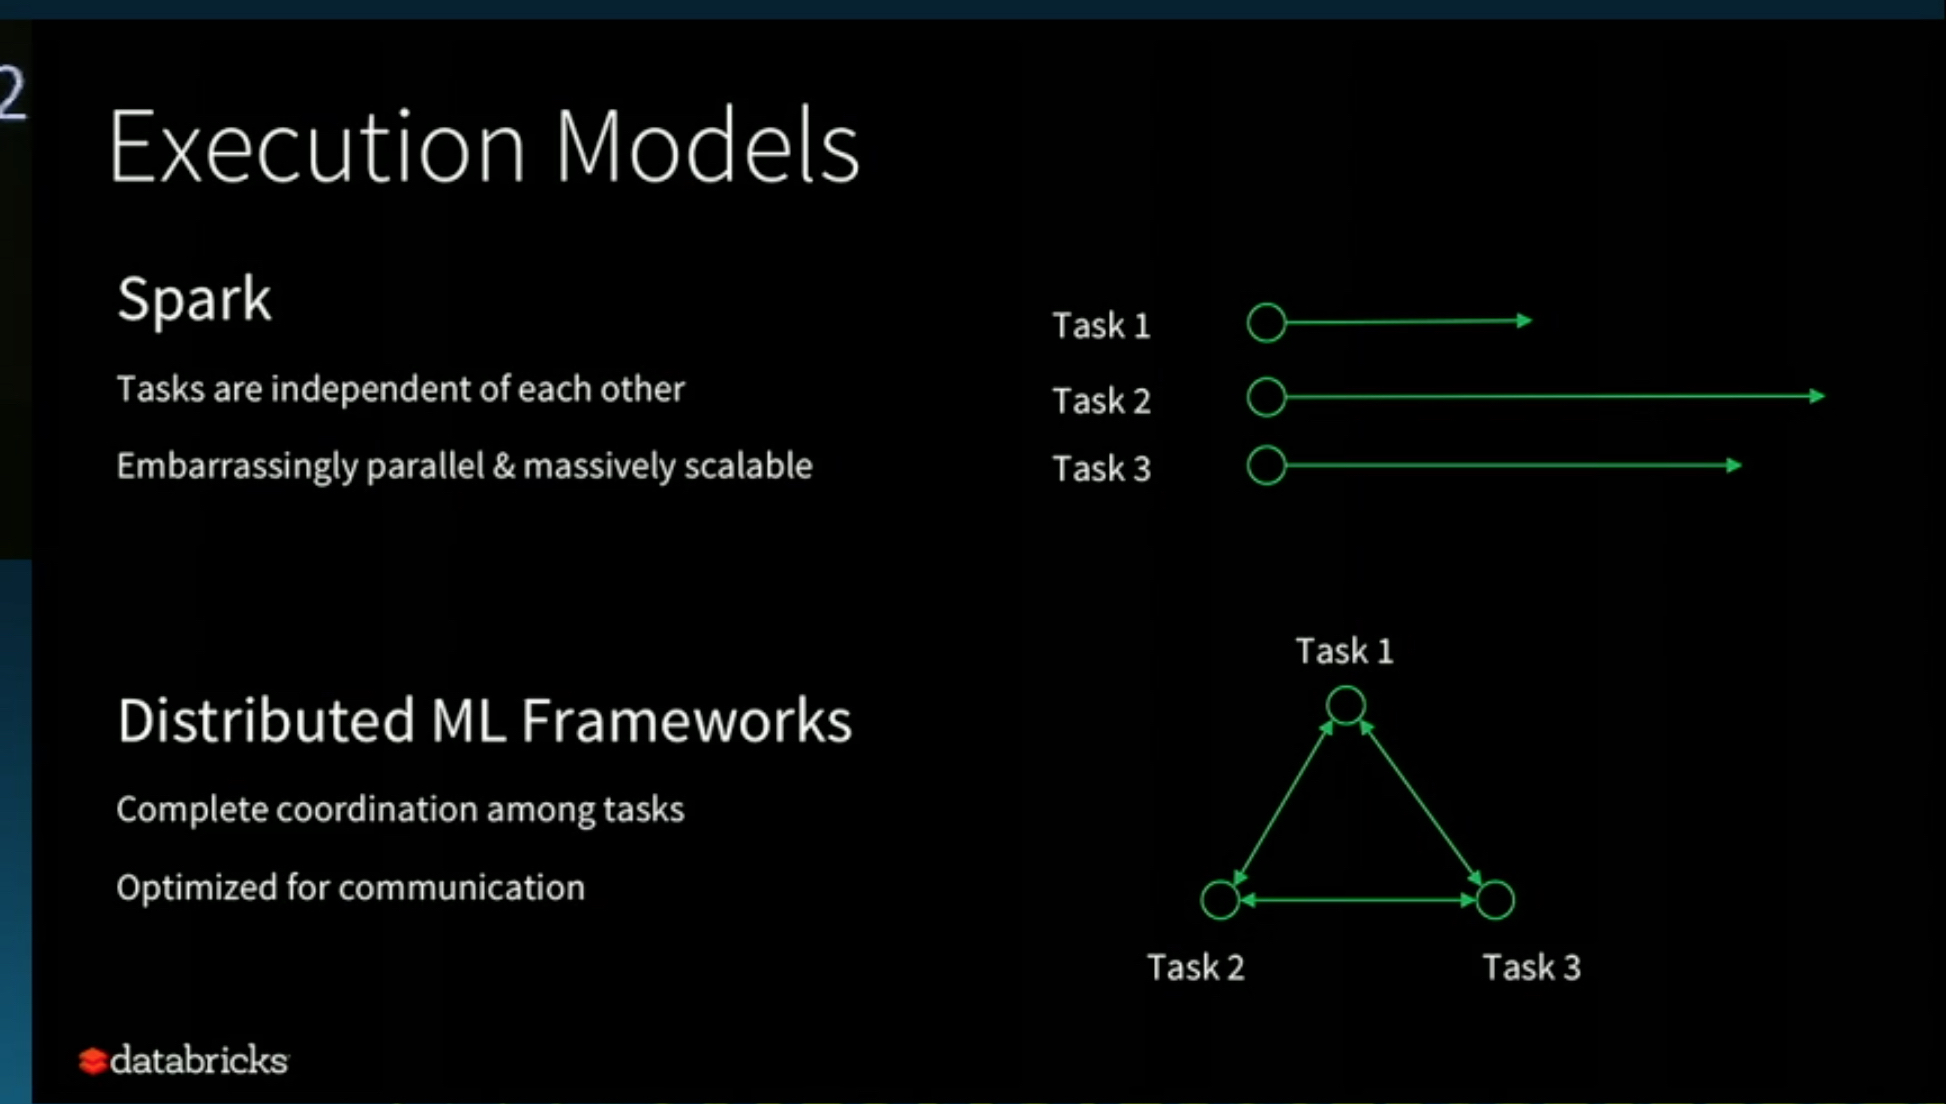 2
Execution Models
Spark
Tasks are independent of each other
Embarrassingly parallel & massively scalable
Task 1
Task 2
Task 3
Distributed ML Frameworks
Complete coordination among tasks
Optimized for communication
Task 1
Task 2
Task 3
databricks